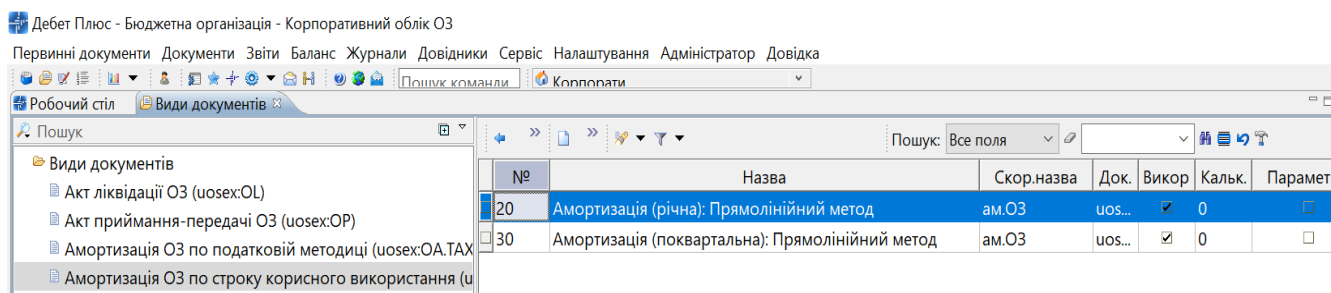 Дебет Плюс - Бюджетна організація - Корпоративний облік ОЗ
Первинні документи Документи Звіти Баланс Журнали Довідники Сервіс Налаштування Адміністратор Довідка
Пошук команди Корпорати
Робочий стіл Види документів
Пошук Пошук: Все поля
Види документів
№ Назва Скор.назва Док. Викор Кальк. Парамет
Акт ліквідації ОЗ (uosex:OL)
20 Амортизація (річна): Прямолінійний метод ам.ОЗ uos... 0
Акт приймання-передачі ОЗ (uosex:OP)
30 Амортизація (поквартальна): Прямолінійний метод ам.ОЗ uos... 0
Амортизація ОЗ по податковій методиці (uosex:OA.TAX
Амортизація ОЗ по строку корисного використання (u